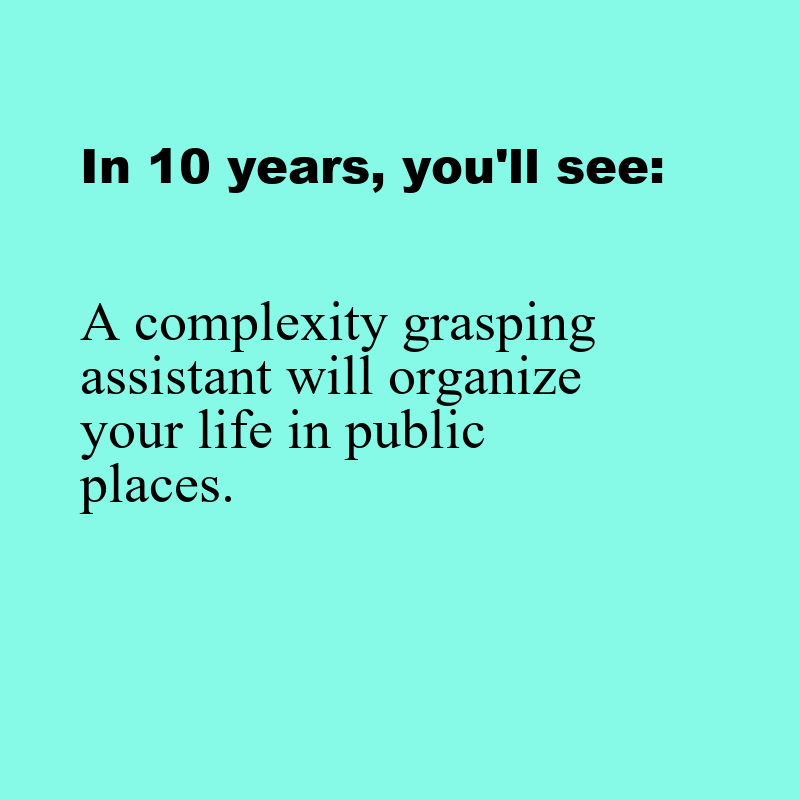 In 10 years, you'll see:
A complexity grasping
assistant will organize
your life in public
places.